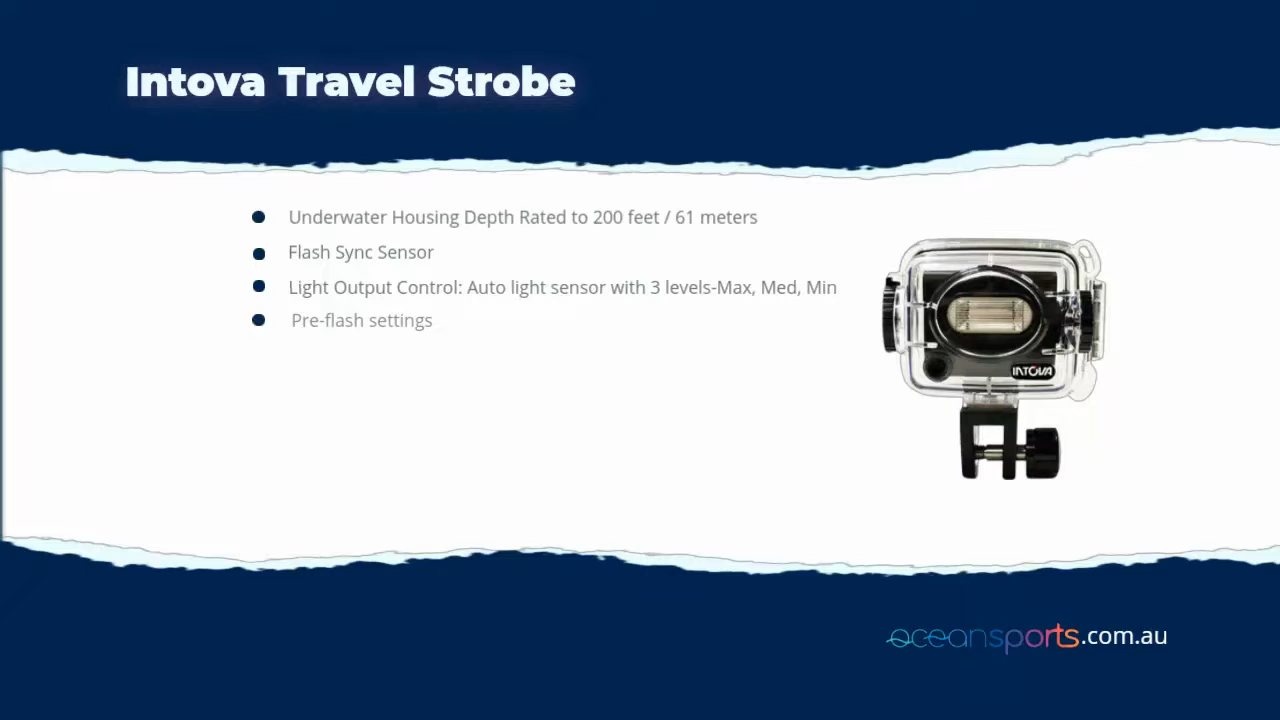 Intova Travel Strobe
Underwater Housing Depth Rated to 200 feet / 61 meters
Flash Sync Sensor
Light Output Control: Auto light sensor with 3 levels-Max, Med, Min
Pre-flash settings
INTOVA
oceansports.com.au